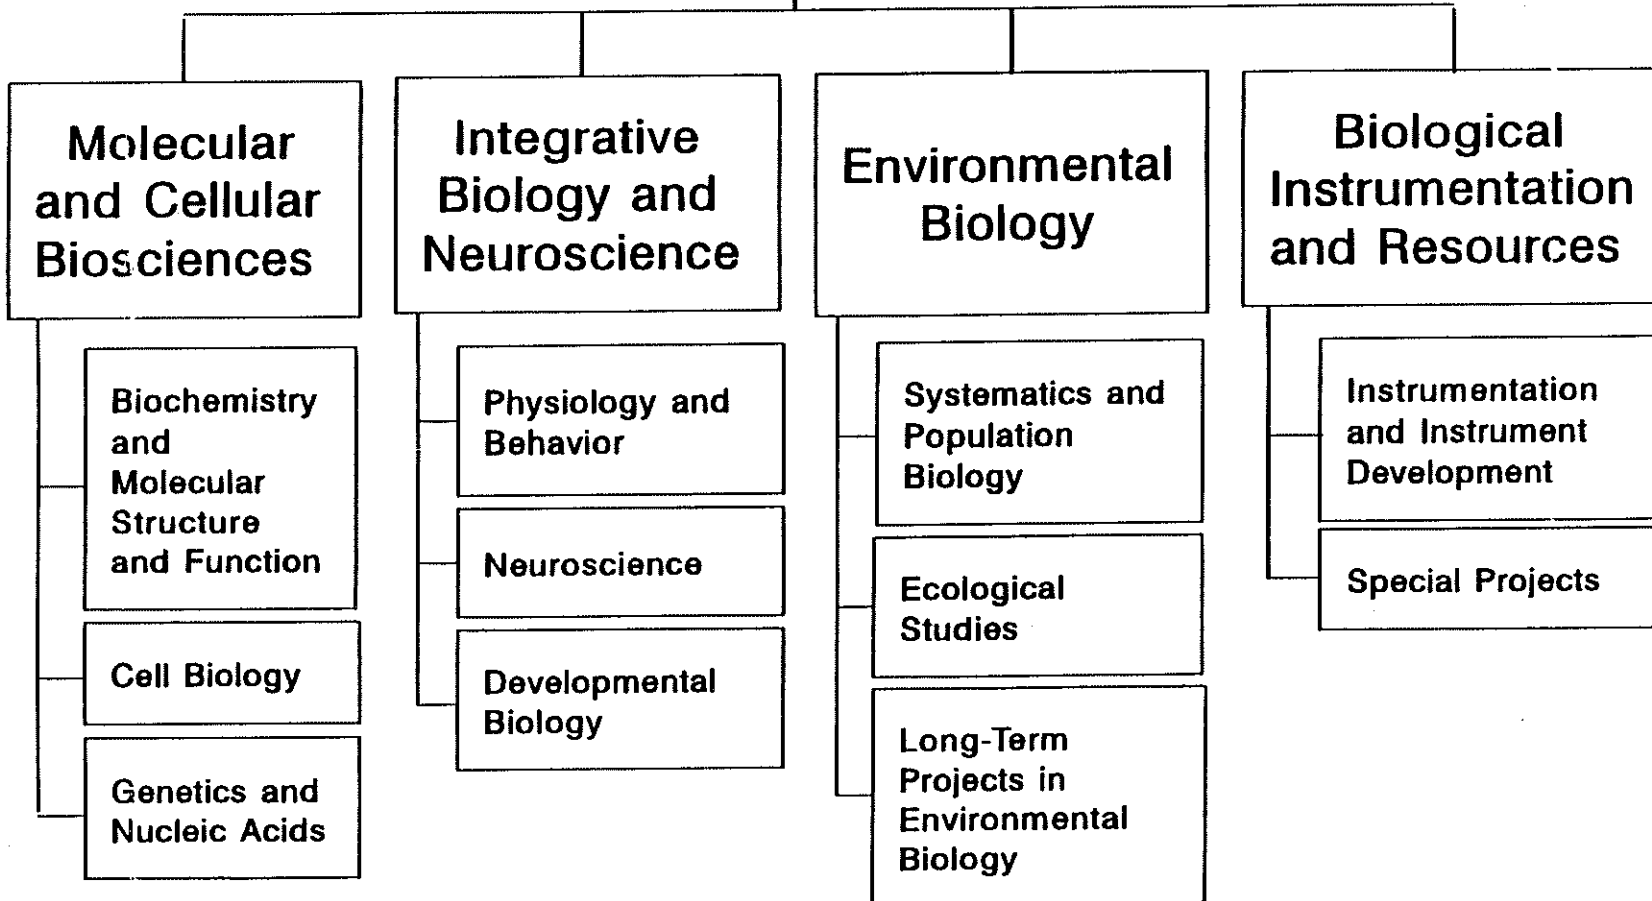 Molecular
and Cellular
Biosciences
Biochemistry
and
Molecular
Structure
and Function
Cell Biology
Genetics and
Nucleic Acids
Integrative
Biology and
Neuroscience
Physiology and
Behavior
Neuroscience
Developmental
Biology
Environmental
Biology
Systematics and
Population
Biology
Ecological
Studies
Long-Term
Projects in
Environmental
Biology
Biological
Instrumentation
and Resources
Instrumentation
and Instrument
Development
Special Projects